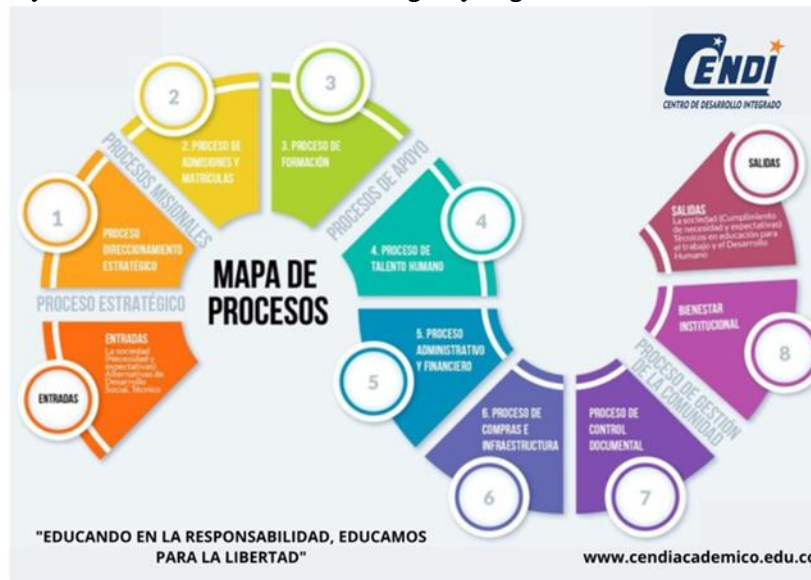 CENDI
CENTRO DE DESARROLLO INTEGRADO
MAPA DE
PROCESOS
ENTRADAS
ENTRADAS
La sociedad
(Necesidad y
expectativas)
Alternativas de
Desarrollo
Social, Técnico
PROCESO ESTRATÉGICO
1
PROCESO
DIRECCIONAMIENTO
ESTRATÉGICO
PROCESOS MISIONALES
2
2. PROCESO DE
ADMISIONES Y
MATRÍCULAS
3
3. PROCESO DE
FORMACIÓN
PROCESOS DE APOYO
4
4. PROCESO DE
TALENTO HUMANO
5
5. PROCESO
ADMINISTRATIVO
Y FINANCIERO
6. PROCESO DE
COMPRAS E
INFRAESTRUCTURA
6
PROCESO DE
CONTROL
DOCUMENTAL
7
PROCESO DE GESTIÓN
DE LA COMUNIDAD
BIENESTAR
INSTITUCIONAL
8
SALIDAS
SALIDAS
La sociedad (Cumplimiento
de necesidad y expectativas)
Técnicos en educación para
el trabajo y el Desarrollo
Humano
"EDUCANDO EN LA RESPONSABILIDAD, EDUCAMOS
PARA LA LIBERTAD"
www.cendiacademico.edu.co